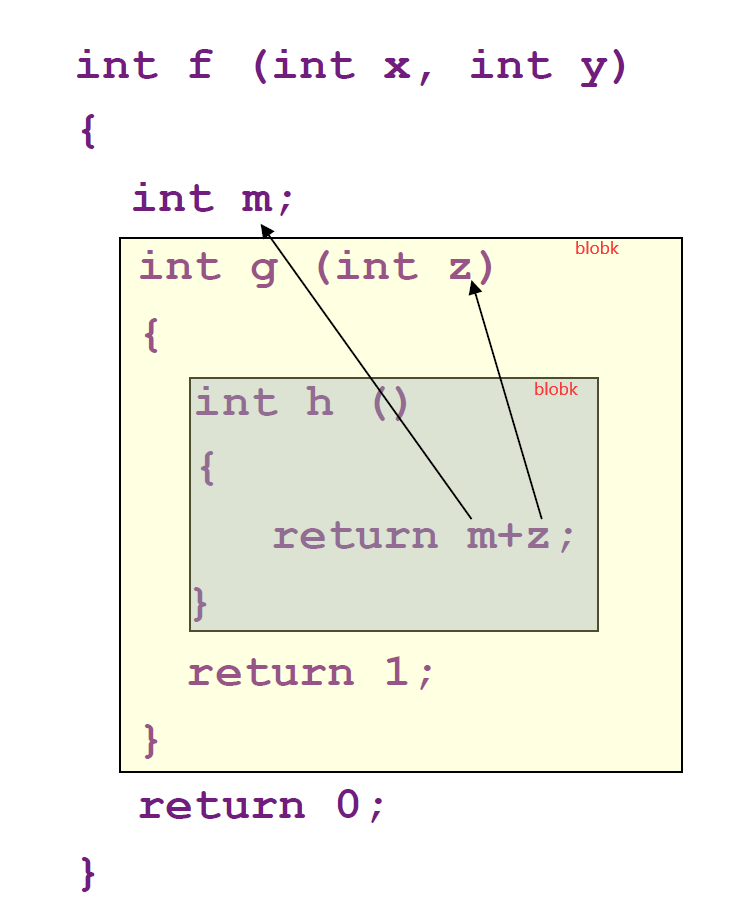 int f (int x, int y)
{
int m;
blobk
int g (int z)
{
blobk
int h ()
{
return m+z;
}
return 1;
}
return 0;
}